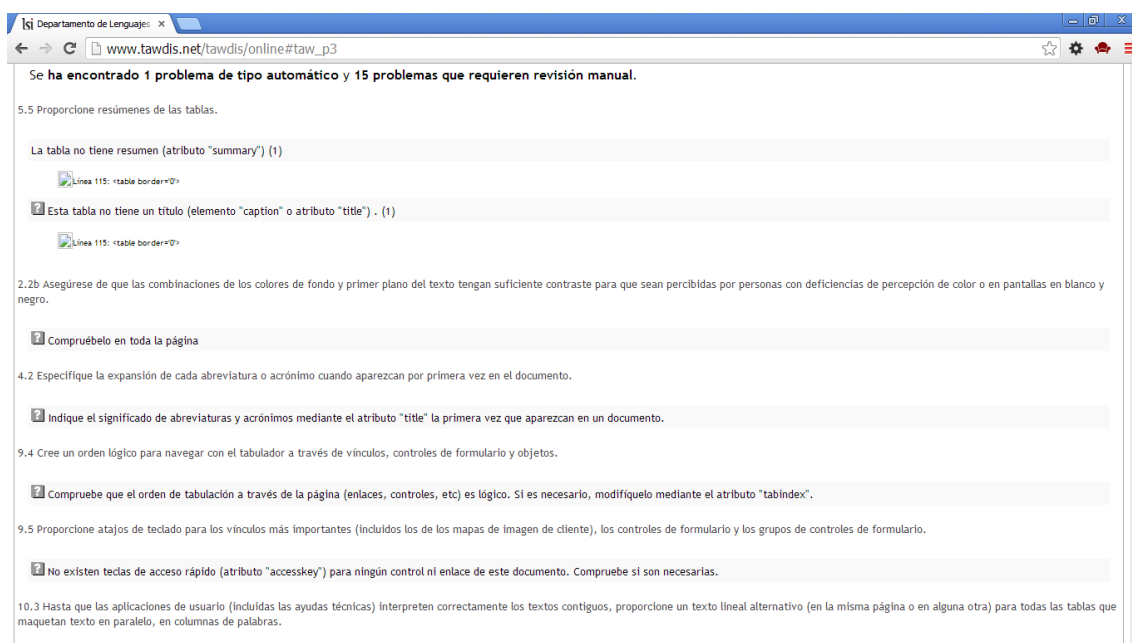 Departamento de Lenguajes
www.tawdis.net/tawdis/online#taw_p3
Se ha encontrado 1 problema de tipo automático y 15 problemas que requieren revisión manual.
5.5 Proporcione resúmenes de las tablas.
La tabla no tiene resumen (atributo "summary") (1)
Línea 115: <table border='0'>
Esta tabla no tiene un título (elemento "caption" o atributo "title") . (1)
Línea 115: <table border='0'>
2.2b Asegúrese de que las combinaciones de los colores de fondo y primer plano del texto tengan suficiente contraste para que sean percibidas por personas con deficiencias de percepción de color o en pantallas en blanco y
negro.
Compruébelo en toda la página
4.2 Especifique la expansión de cada abreviatura o acrónimo cuando aparezcan por primera vez en el documento.
Indique el significado de abreviaturas y acrónimos mediante el atributo "title" la primera vez que aparezcan en un documento.
9.4 Cree un orden lógico para navegar con el tabulador a través de vínculos, controles de formulario y objetos.
Compruebe que el orden de tabulación a través de la página (enlaces, controles, etc) es lógico. Si es necesario, modifíquelo mediante el atributo "tabindex".
9.5 Proporcione atajos de teclado para los vínculos más importantes (incluidos los de los mapas de imagen de cliente), los controles de formulario y los grupos de controles de formulario.
No existen teclas de acceso rápido (atributo "accesskey") para ningún control ni enlace de este documento. Compruebe si son necesarias.
10.3 Hasta que las aplicaciones de usuario (incluidas las ayudas técnicas) interpreten correctamente los textos contiguos, proporcione un texto lineal alternativo (en la misma página o en alguna otra) para todas las tablas que
maquetan texto en paralelo, en columnas de palabras.